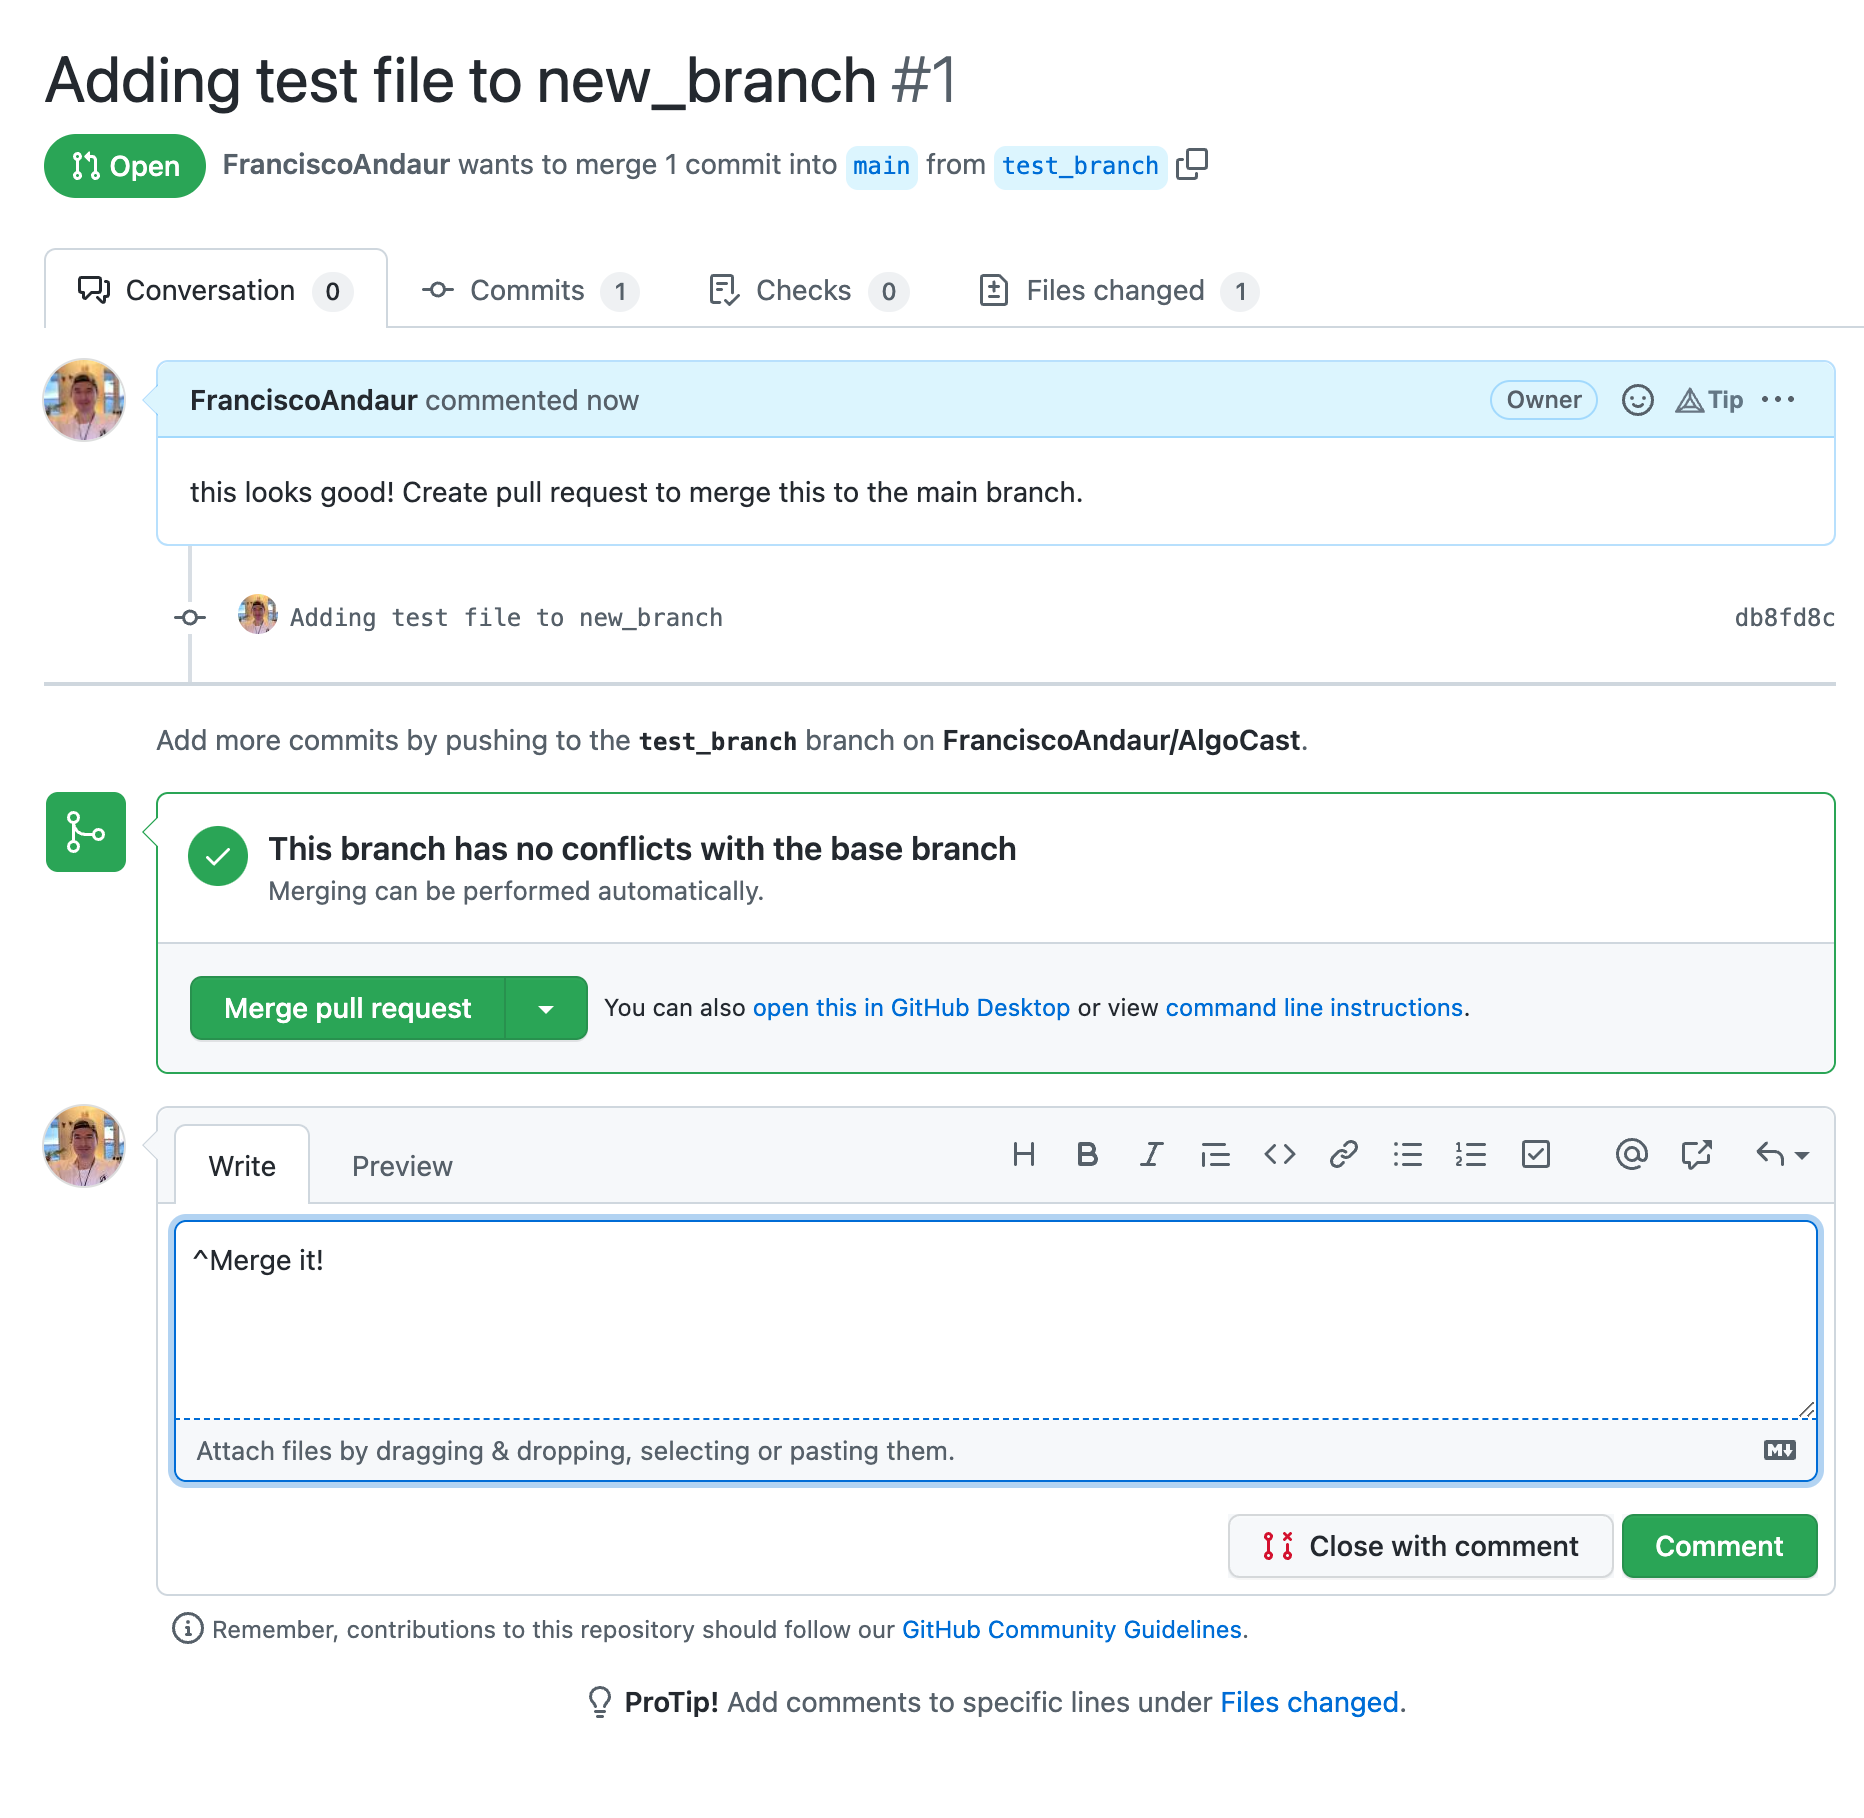 Adding test file to new_branch #1
Open FranciscoAndaur wants to merge 1 commit into main from test_branch
Conversation 0 Commits 1 Checks 0 Files changed 1
FranciscoAndaur commented now Owner Tip
this looks good! Create pull request to merge this to the main branch.
Adding test file to new_branch db8fd8c
Add more commits by pushing to the test_branch branch on FranciscoAndaur/AlgoCast.
This branch has no conflicts with the base branch
Merging can be performed automatically.
Merge pull request You can also open this in GitHub Desktop or view command line instructions.
Write Preview
^Merge it!
Attach files by dragging & dropping, selecting or pasting them.
Close with comment Comment
Remember, contributions to this repository should follow our GitHub Community Guidelines.
ProTip! Add comments to specific lines under Files changed.